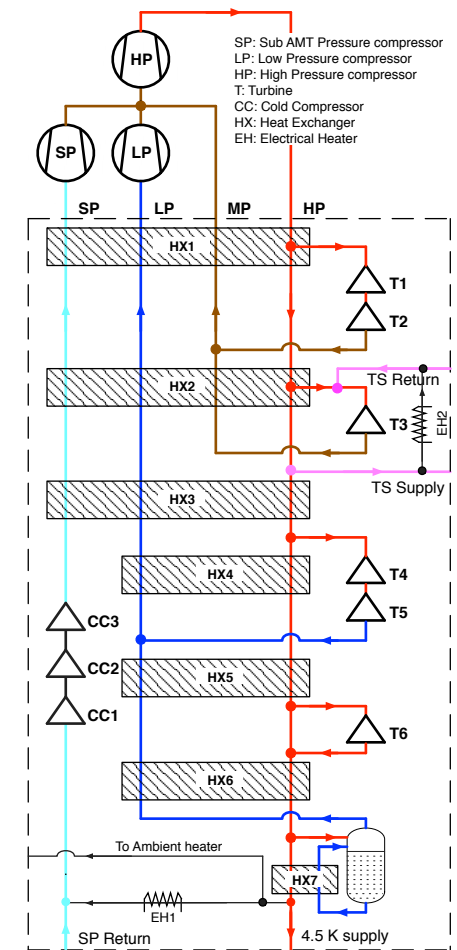 HP
SP: Sub AMT Pressure compressor
LP: Low Pressure compressor
HP: High Pressure compressor
T: Turbine
CC: Cold Compressor
HX: Heat Exchanger
EH: Electrical Heater
SP
LP
SP LP MP HP
HX1
T1
T2
HX2
TS Return
T3
EH2
TS Supply
HX3
HX4
T4
T5
CC3
CC2
CC1
HX5
T6
HX6
To Ambient heater
HX7
EH1
SP Return
4.5 K supply